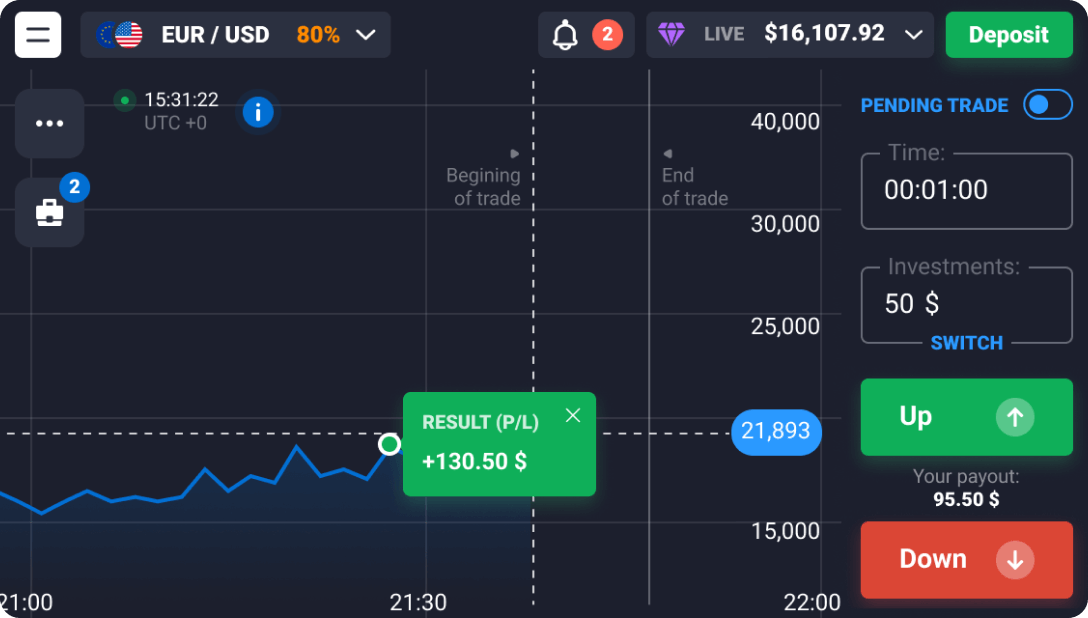 EUR / USD 80%
2
LIVE $16,107.92
Deposit
15:31:22
UTC +0
i
2
Begining
of trade
End
of trade
40,000
30,000
25,000
21,893
15,000
RESULT (P/L)
+130.50 $
21:00
21:30
22:00
PENDING TRADE
Time:
00:01:00
Investments:
50 $
SWITCH
Up
Your payout:
95.50 $
Down